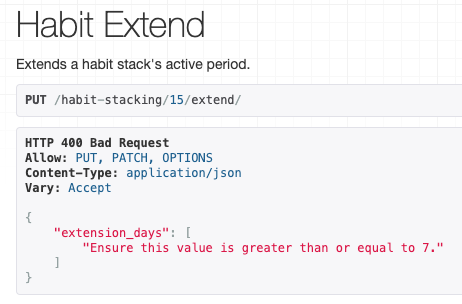 Habit Extend
Extends a habit stack's active period.
PUT /habit-stacking/15/extend/
HTTP 400 Bad Request
Allow: PUT, PATCH, OPTIONS
Content-Type: application/json
Vary: Accept
{
    "extension_days": [
        "Ensure this value is greater than or equal to 7."
    ]
}